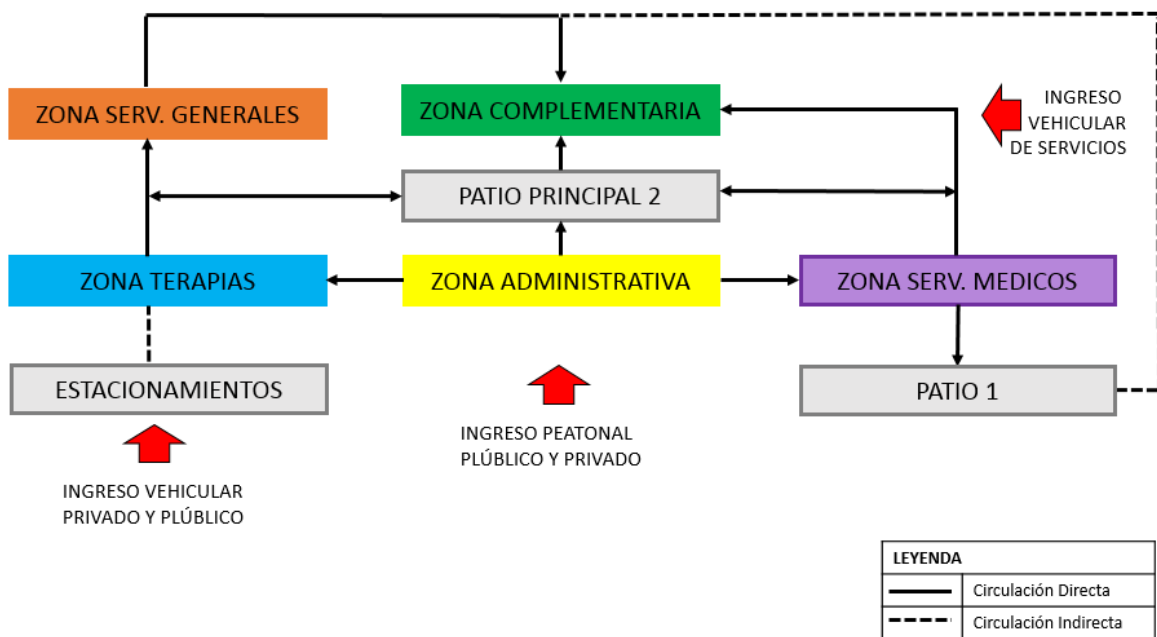 ZONA SERV. GENERALES
ZONA COMPLEMENTARIA
INGRESO
VEHICULAR
DE SERVICIOS
PATIO PRINCIPAL 2
ZONA TERAPIAS
ZONA ADMINISTRATIVA
ZONA SERV. MEDICOS
ESTACIONAMIENTOS
PATIO 1
INGRESO PEATONAL
PLÚBLICO Y PRIVADO
INGRESO VEHICULAR
PRIVADO Y PLÚBLICO
LEYENDA
Circulación Directa
Circulación Indirecta